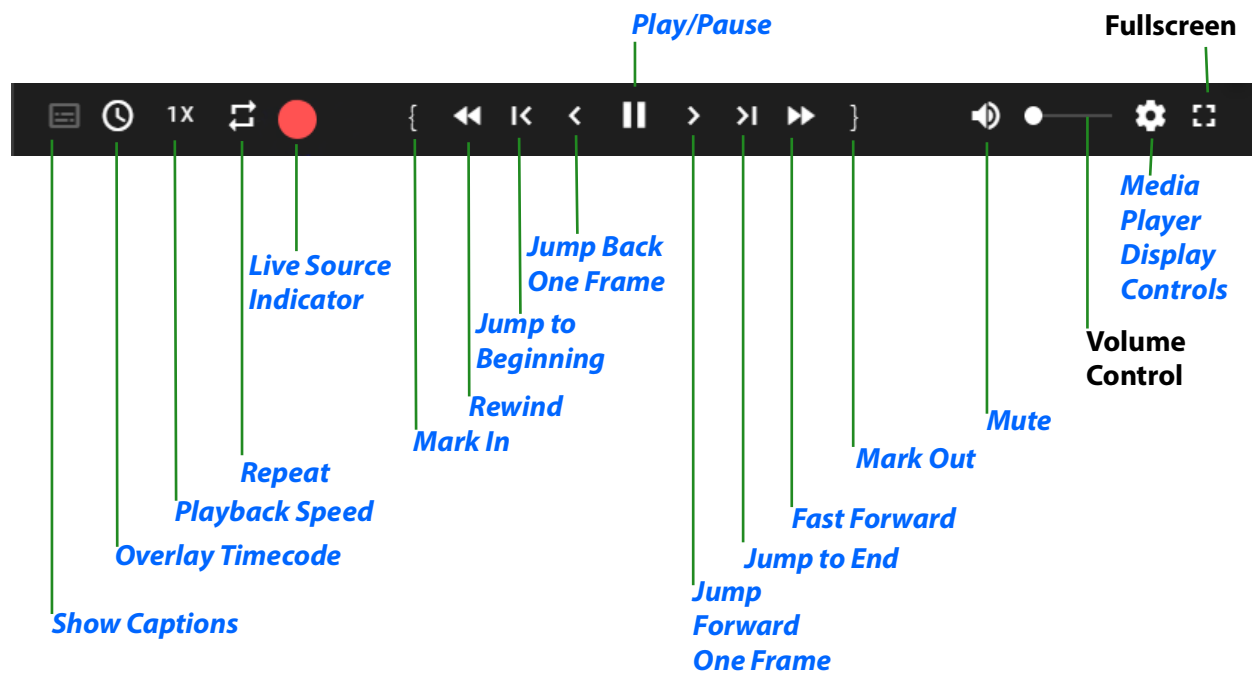 Play/Pause
Fullscreen
1X
{
}
Live Source
Indicator
Jump Back
One Frame
Media
Player
Display
Controls
Jump to
Beginning
Volume
Control
Rewind
Mute
Mark In
Mark Out
Repeat
Playback Speed
Fast Forward
Overlay Timecode
Jump to End
Jump
Forward
One Frame
Show Captions